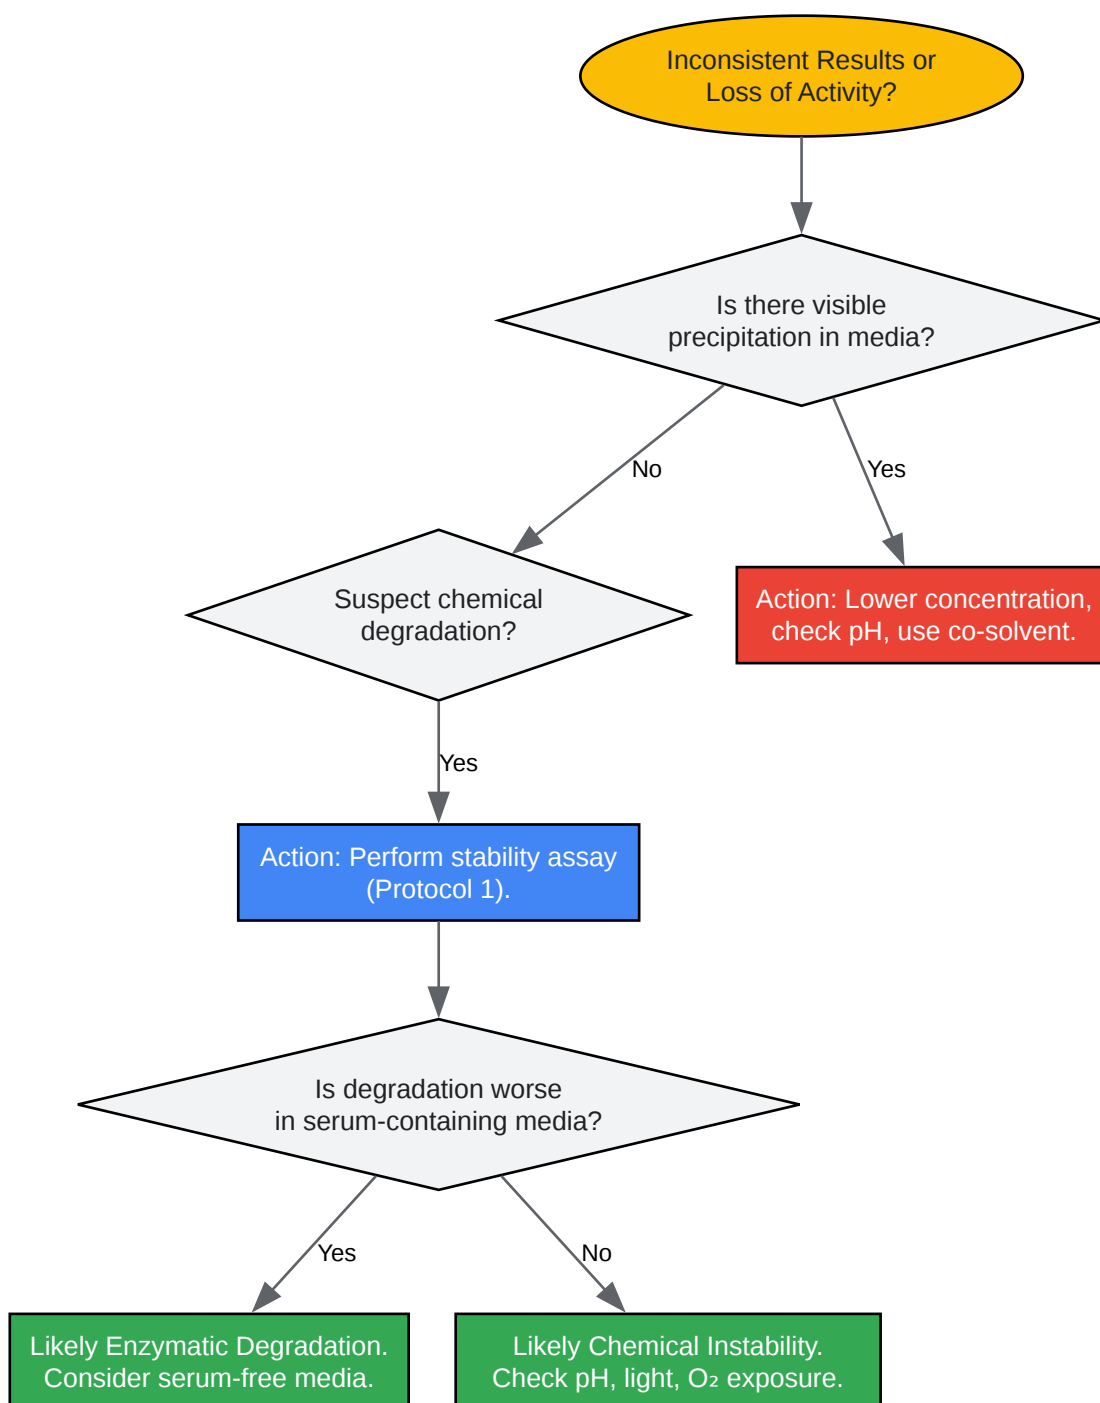 Inconsistent Results or
Loss of Activity?
Is there visible
precipitation in media?
No
Yes
Suspect chemical
degradation?
Action: Lower concentration,
check pH, use co-solvent.
Yes
Action: Perform stability assay
(Protocol 1).
Is degradation worse
in serum-containing media?
Yes
No
Likely Enzymatic Degradation.
Consider serum-free media.
Likely Chemical Instability.
Check pH, light, O₂ exposure.